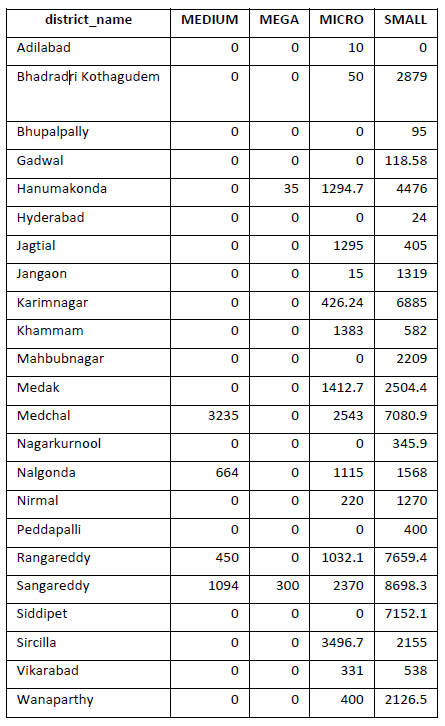 district_name MEDIUM MEGA MICRO SMALL
Adilabad 0 0 10 0
Bhadradri Kothagudem 0 0 50 2879
Bhupalpally 0 0 0 95
Gadwal 0 0 0 118.58
Hanumakonda 0 35 1294.7 4476
Hyderabad 0 0 0 24
Jagtial 0 0 1295 405
Jangaon 0 0 15 1319
Karimnagar 0 0 426.24 6885
Khammam 0 0 1383 582
Mahbubnagar 0 0 0 2209
Medak 0 0 1412.7 2504.4
Medchal 3235 0 2543 7080.9
Nagarkurnool 0 0 0 345.9
Nalgonda 664 0 1115 1568
Nirmal 0 0 220 1270
Peddapalli 0 0 0 400
Rangareddy 450 0 1032.1 7659.4
Sangareddy 1094 300 2370 8698.3
Siddipet 0 0 0 7152.1
Sircilla 0 0 3496.7 2155
Vikarabad 0 0 331 538
Wanaparthy 0 0 400 2126.5